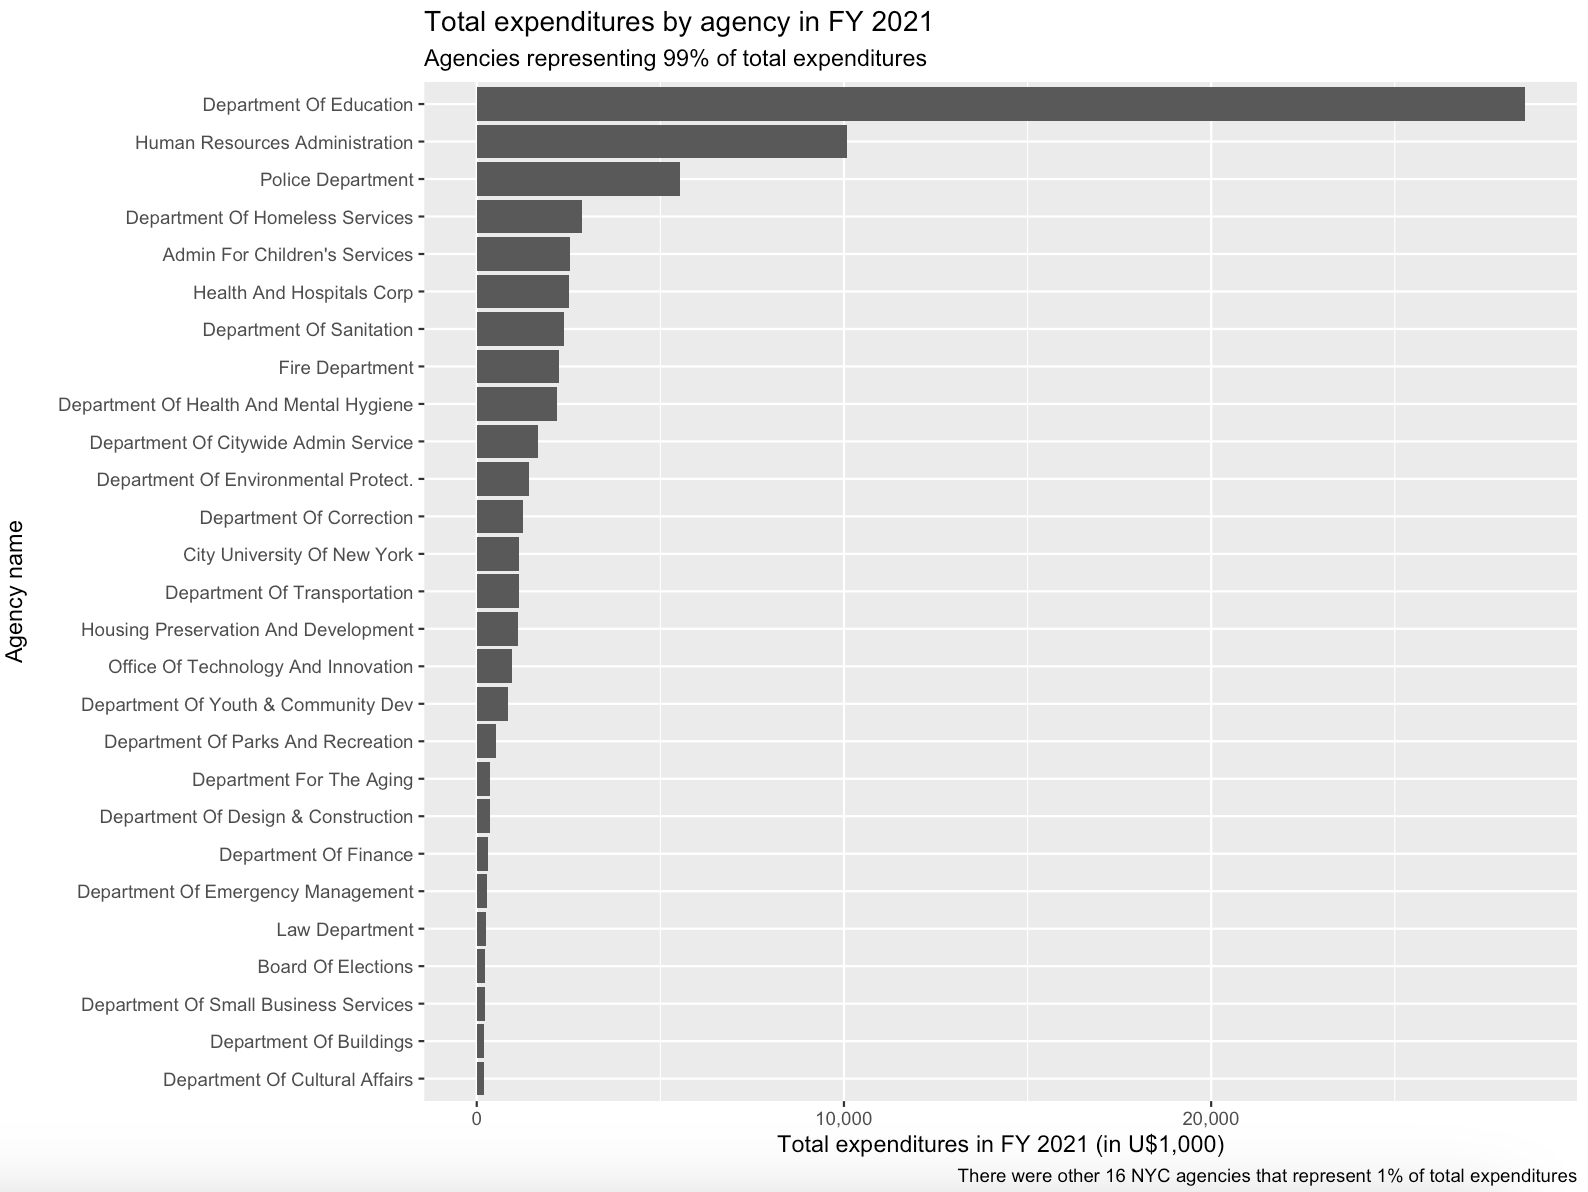 Total expenditures by agency in FY 2021
Agencies representing 99% of total expenditures
Agency name
Department Of Education
Human Resources Administration
Police Department
Department Of Homeless Services
Admin For Children's Services
Health And Hospitals Corp
Department Of Sanitation
Fire Department
Department Of Health And Mental Hygiene
Department Of Citywide Admin Service
Department Of Environmental Protect.
Department Of Correction
City University Of New York
Department Of Transportation
Housing Preservation And Development
Office Of Technology And Innovation
Department Of Youth & Community Dev
Department Of Parks And Recreation
Department For The Aging
Department Of Design & Construction
Department Of Finance
Department Of Emergency Management
Law Department
Board Of Elections
Department Of Small Business Services
Department Of Buildings
Department Of Cultural Affairs
0 10,000 20,000
Total expenditures in FY 2021 (in U$1,000)
There were other 16 NYC agencies that represent 1% of total expenditures